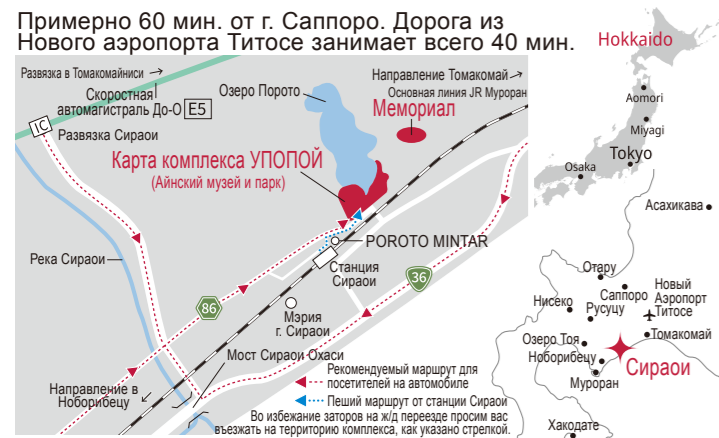 Примерно 60 мин. от г. Саппоро. Дорога из
Нового аэропорта Титосе занимает всего 40 мин.
Развязка в Томакомайниси
Скоростная
автомагистраль До-О E5
IC
Развязка Сираои
Озеро Порото
Направление Томакомай
Основная линия JR Муроран
Мемориал
Карта комплекса УПОПОЙ
(Айнский музей и парк)
Река Сираои
POROTO MINTAR
Станция
Сираои
36
86
Мэрия
г. Сираои
Мост Сираои Охаси
Направление в
Ноборибецу
Рекомендуемый маршрут для
посетителей на автомобиле
Пеший маршрут от станции Сираои
Во избежание заторов на ж/д переезде просим вас
въезжать на территорию комплекса, как указано стрелкой.
Hokkaido
Aomori
Miyagi
Tokyo
Osaka
Асахикава
Отару
Саппоро
Новый
Аэропорт
Титосе
Нисеко
Русуцу
Томакомай
Озеро Тоя
Ноборибецу
Сираои
Муроран
Хакодате